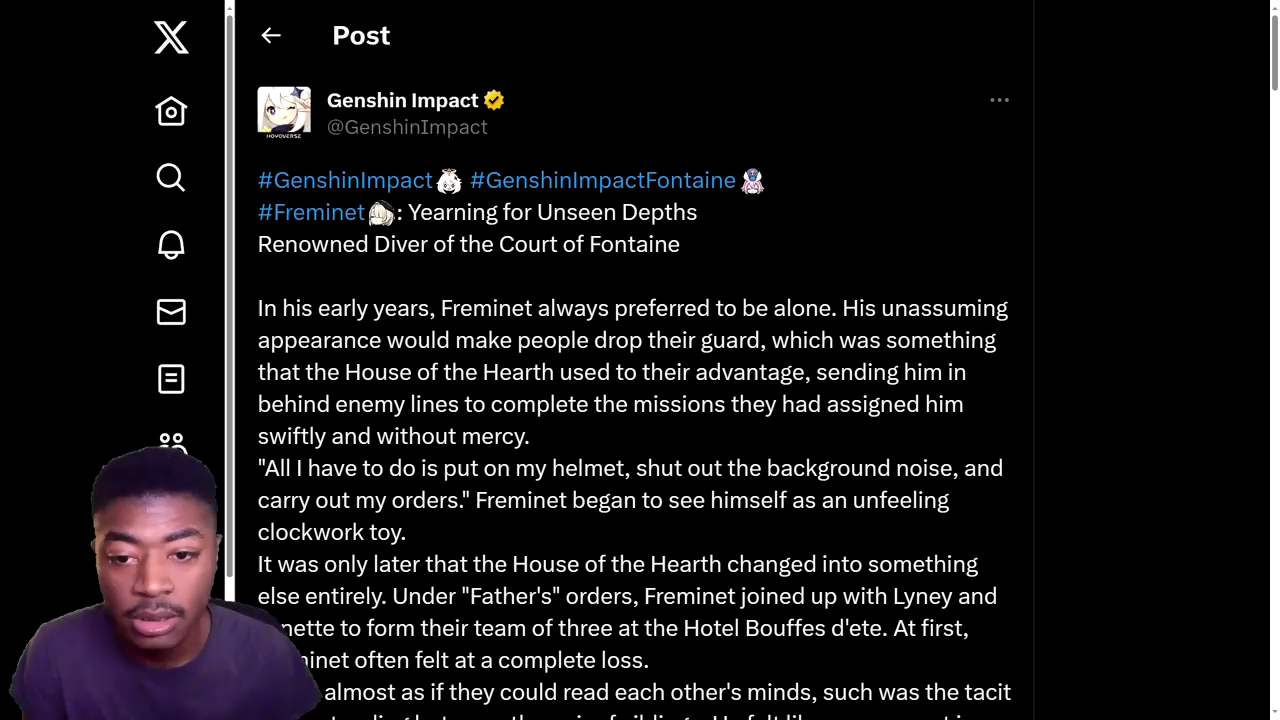 Post
Genshin Impact
@GenshinImpact
#GenshinImpact #GenshinImpactFontaine
#Freminet: Yearning for Unseen Depths
Renowned Diver of the Court of Fontaine
In his early years, Freminet always preferred to be alone. His unassuming
appearance would make people drop their guard, which was something
that the House of the Hearth used to their advantage, sending him in
behind enemy lines to complete the missions they had assigned him
swiftly and without mercy.
"All I have to do is put on my helmet, shut out the background noise, and
carry out my orders." Freminet began to see himself as an unfeeling
clockwork toy.
It was only later that the House of the Hearth changed into something
else entirely. Under "Father's" orders, Freminet joined up with Lyney and
nette to form their team of three at the Hotel Bouffes d'ete. At first,
inet often felt at a complete loss.
almost as if they could read each other's minds, such was the tacit